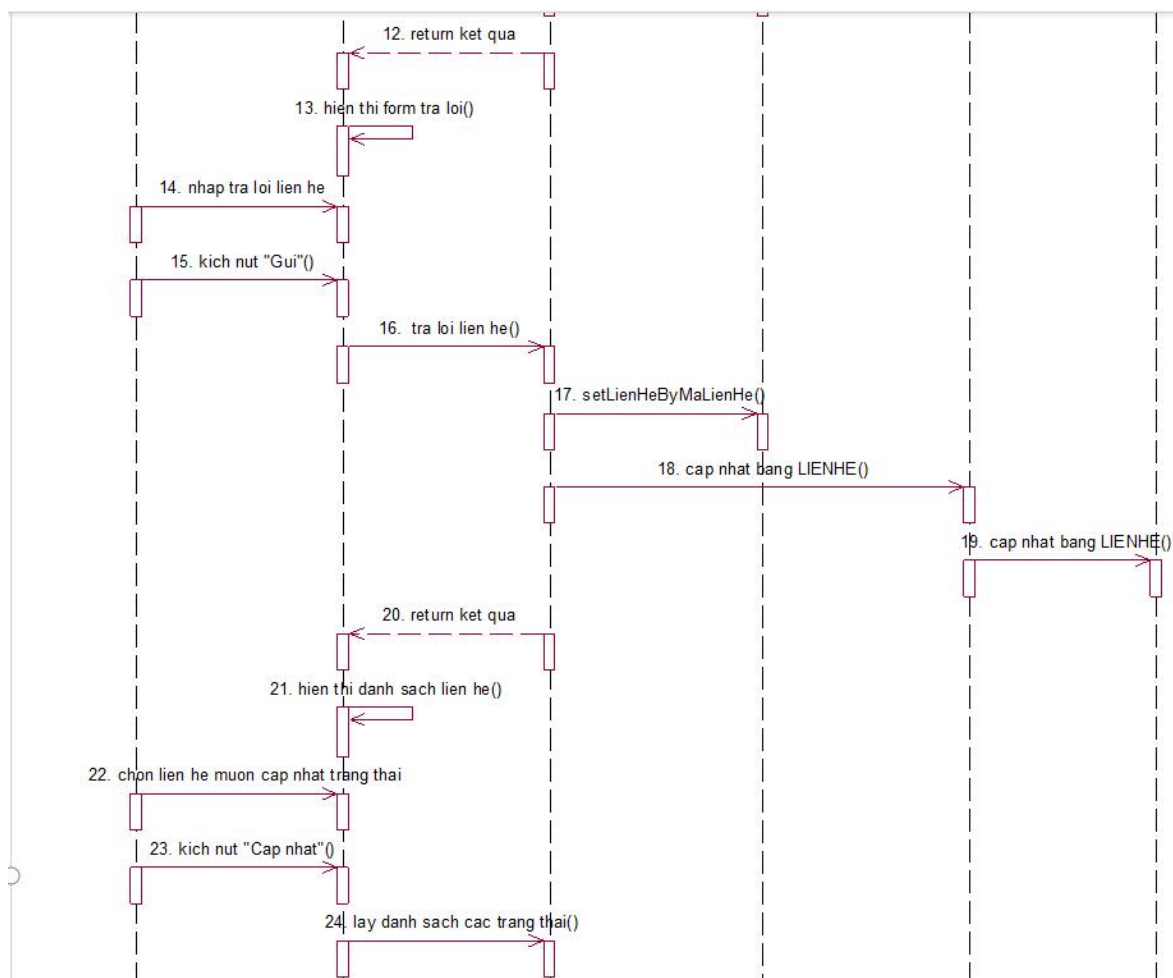 12. return ket qua
13. hien thi form tra loi()
14. nhap tra loi lien he
15. kich nut "Gui"()
16. tra loi lien he()
17. setLienHeByMaLienHe()
18. cap nhat bang LIENHE()
19. cap nhat bang LIENHE()
20. return ket qua
21. hien thi danh sach lien he()
22. chon lien he muon cap nhat trang thai
23. kich nut "Cap nhat"()
24. lay danh sach cac trang thai()